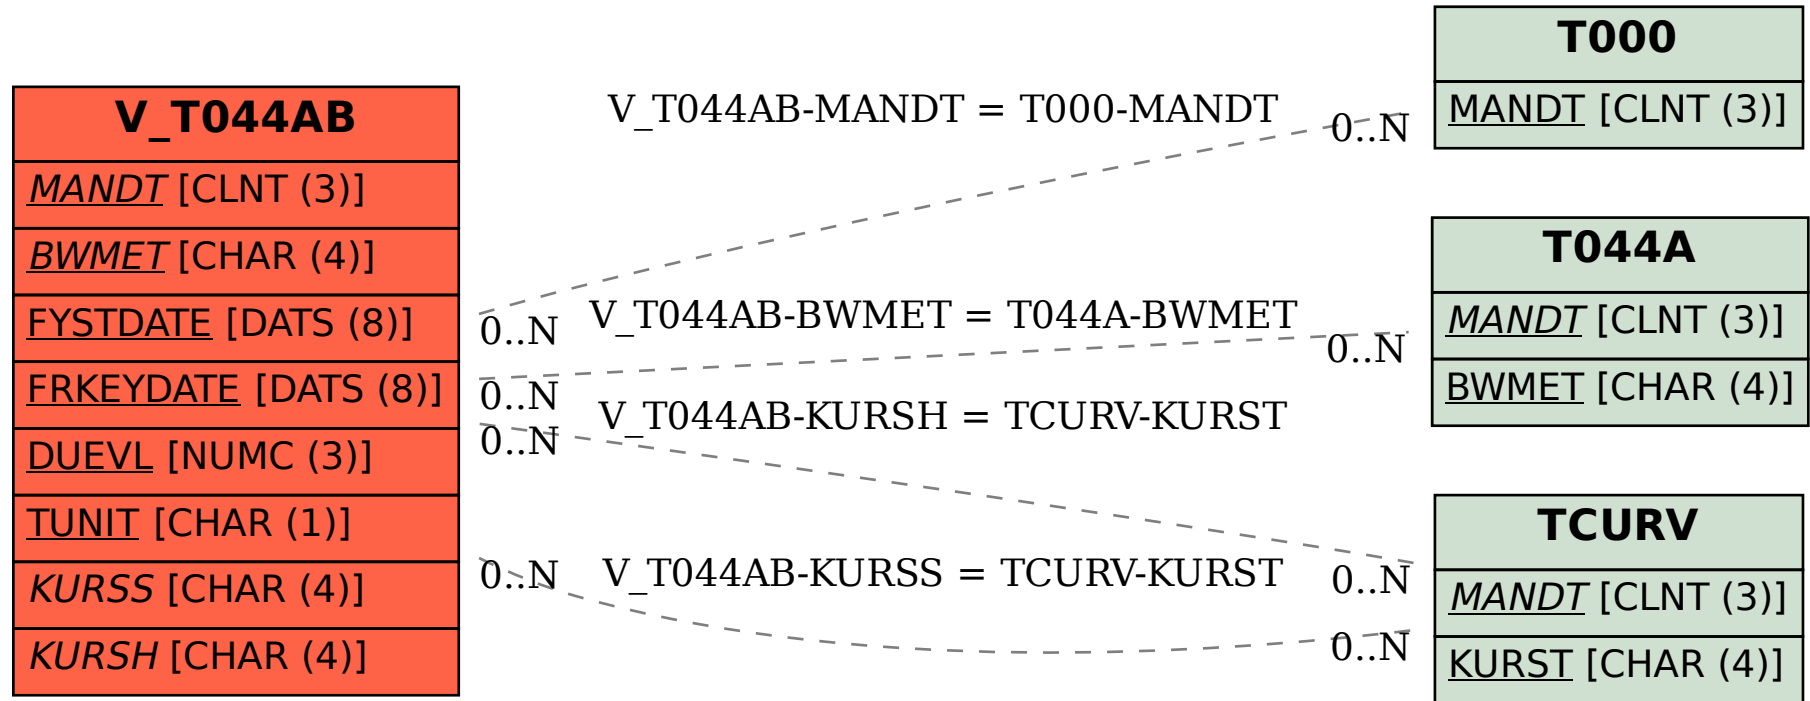 V_T044AB
MANDT [CLNT (3)]
BWMET [CHAR (4)]
FYSTDATE [DATS (8)]
FRKEYDATE [DATS (8)]
DUEVL [NUMC (3)]
TUNIT [CHAR (1)]
KURSS [CHAR (4)]
KURSH [CHAR (4)]
V_T044AB-MANDT = T000-MANDT
0..N
0..N
V_T044AB-BWMET = T044A-BWMET
0..N
0..N
V_T044AB-KURSH = TCURV-KURST
0..N
0..N
V_T044AB-KURSS = TCURV-KURST
0..N
0..N
T000
MANDT [CLNT (3)]
T044A
MANDT [CLNT (3)]
BWMET [CHAR (4)]
TCURV
MANDT [CLNT (3)]
KURST [CHAR (4)]